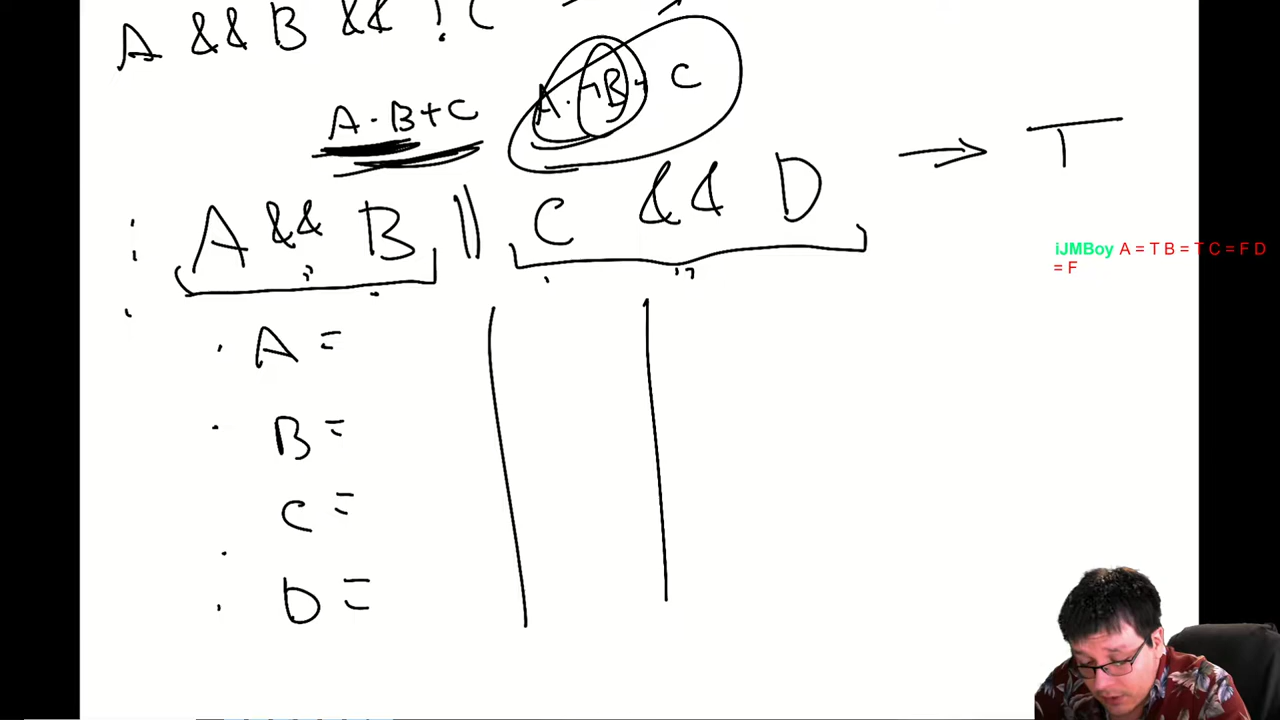 A && B && ! C
A · B + C
A · ¬B + C
A && B || C && D → T
iJMBoy A = T B = T C = F D
= F
A =
B =
C =
D =